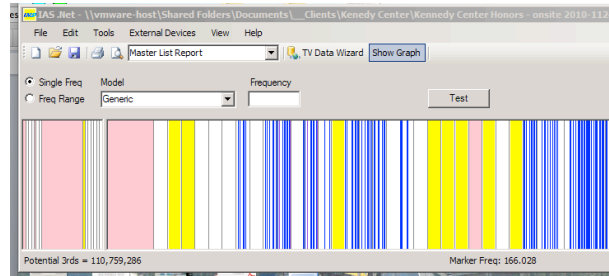 IAS .Net - \\vmware-host\Shared Folders\Documents\__Clients\Kenedy Center\Kennedy Center Honors - onsite 2010-112
File Edit Tools External Devices View Help
Master List Report TV Data Wizard Show Graph
Single Freq Model Frequency
Freq Range Generic Test
Potential 3rds = 110,759,286 Marker Freq: 166.028